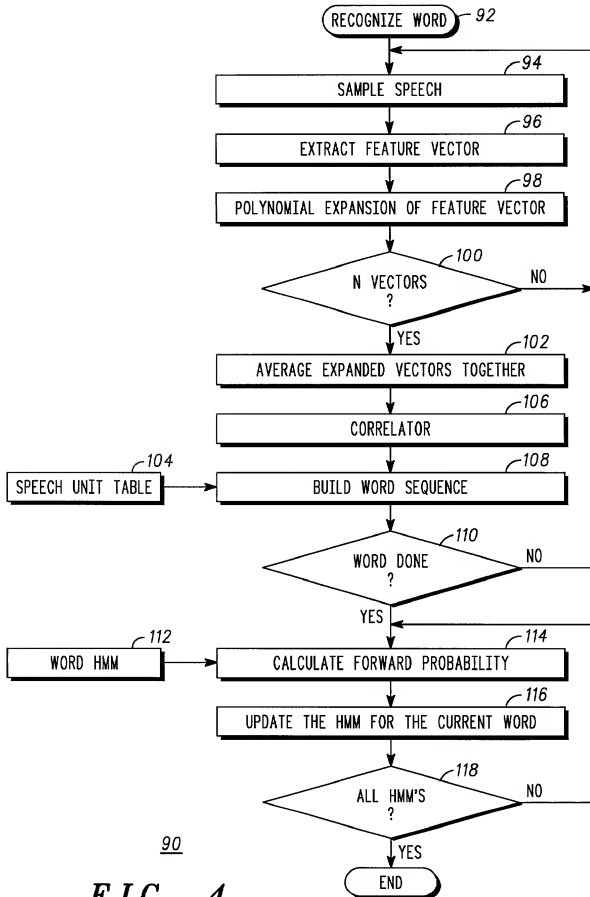 RECOGNIZE WORD 92
94
SAMPLE SPEECH
96
EXTRACT FEATURE VECTOR
98
POLYNOMIAL EXPANSION OF FEATURE VECTOR
100
N VECTORS
?
NO
YES
102
AVERAGE EXPANDED VECTORS TOGETHER
106
CORRELATOR
104
108
SPEECH UNIT TABLE
BUILD WORD SEQUENCE
110
WORD DONE
?
NO
YES
112
114
WORD HMM
CALCULATE FORWARD PROBABILITY
116
UPDATE THE HMM FOR THE CURRENT WORD
118
ALL HMM'S
?
NO
90
YES
END
FIG. 4